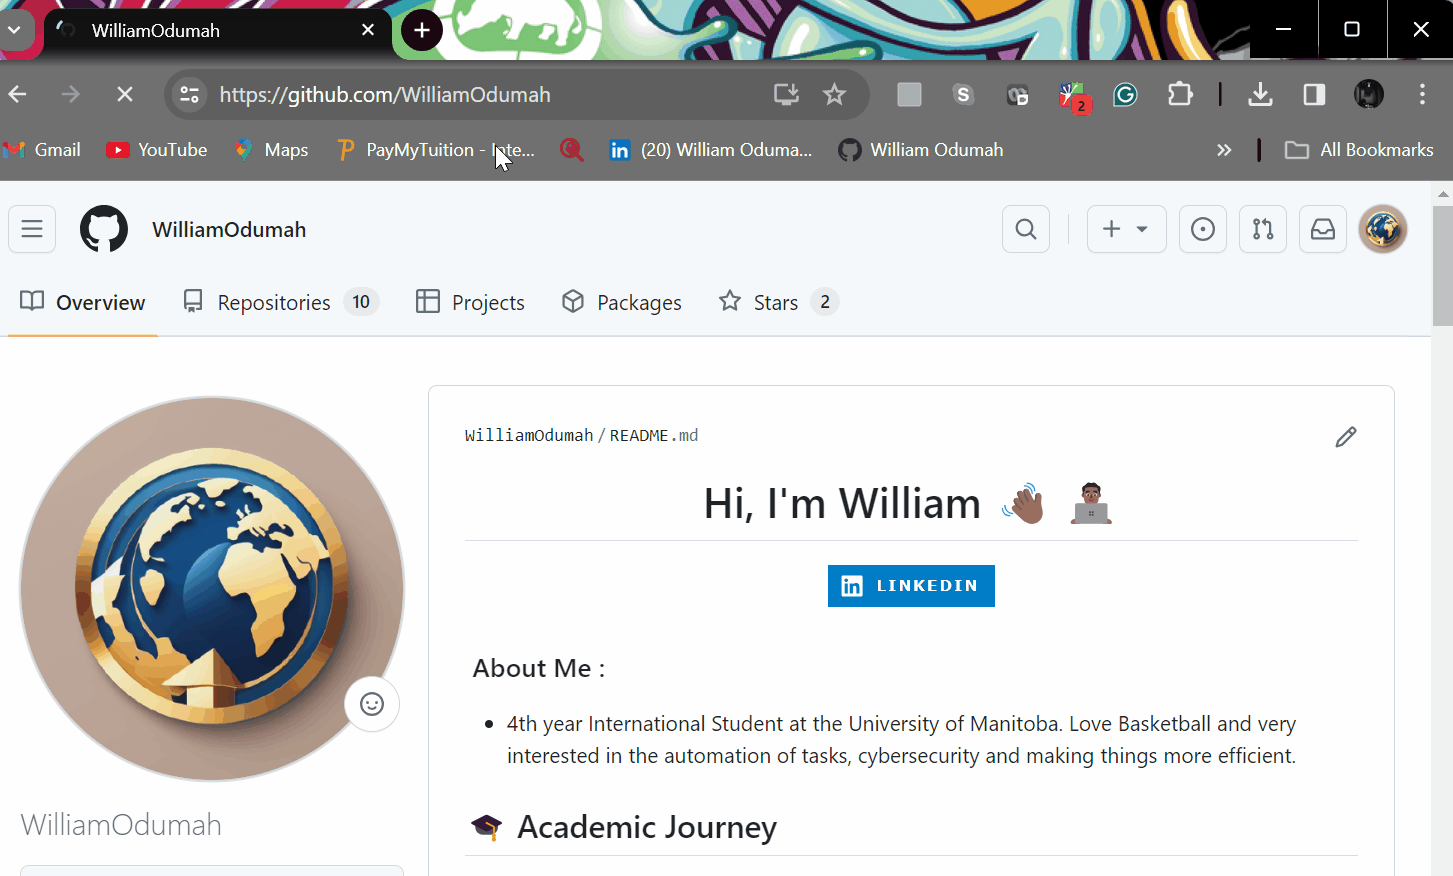 WilliamOdumah
https://github.com/WilliamOdumah
2
Gmail YouTube Maps PayMyTuition - Inte... (20) William Oduma... William Odumah All Bookmarks
WilliamOdumah
Overview Repositories 10 Projects Packages Stars 2
WilliamOdumah / README.md
Hi, I'm William
in LINKEDIN
About Me :
4th year International Student at the University of Manitoba. Love Basketball and very
interested in the automation of tasks, cybersecurity and making things more efficient.
WilliamOdumah
Academic Journey